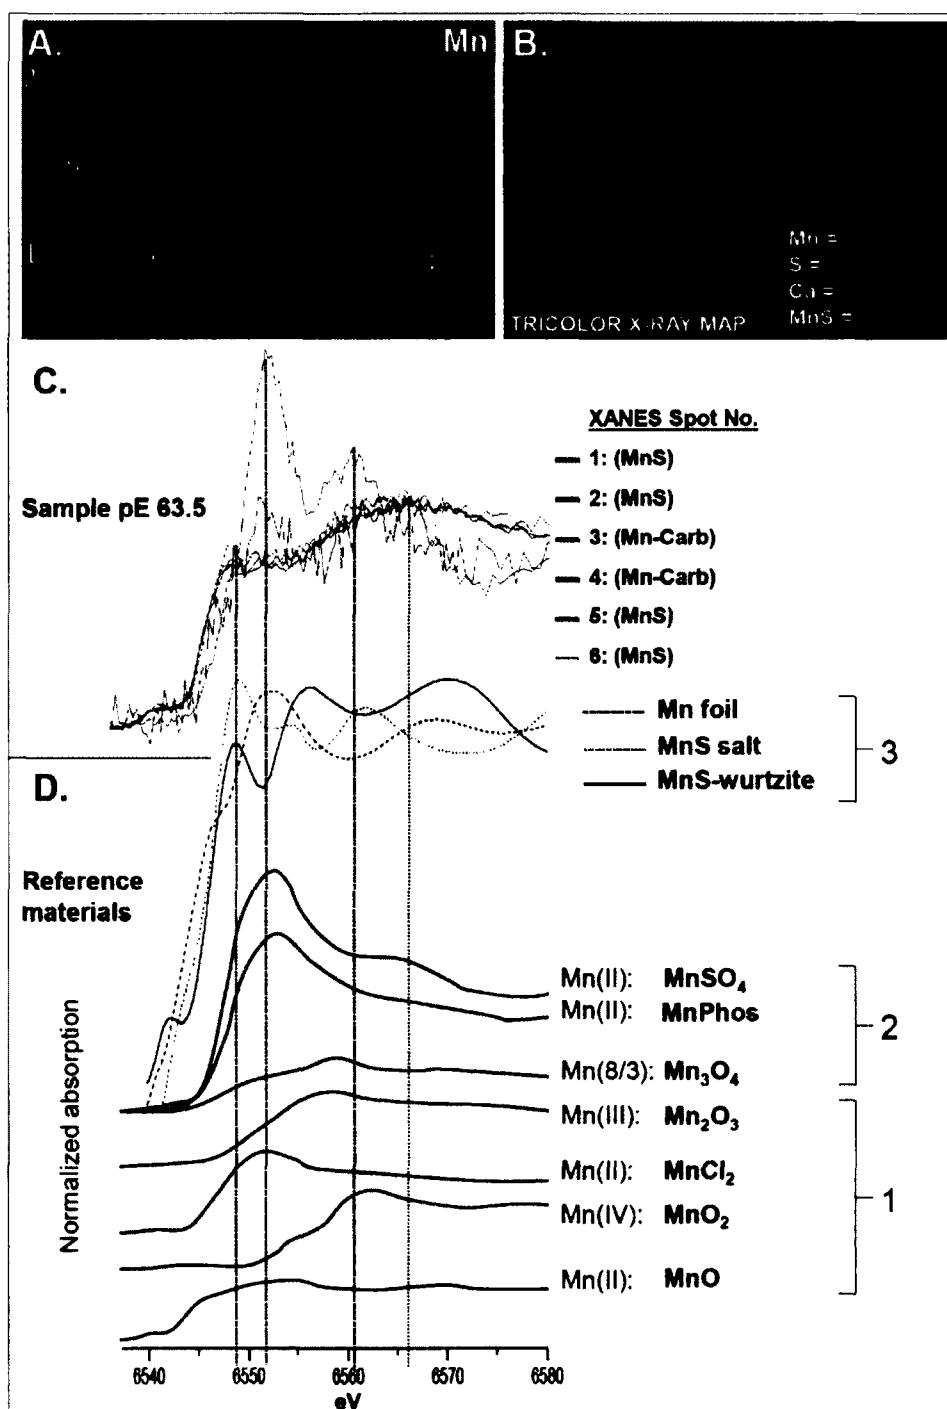 A.
Mn
B.
Mn =
S =
Ca =
MnS =
TRICOLOR X-RAY MAP
C.
XANES Spot No.
1: (MnS)
2: (MnS)
Sample pE 63.5
3: (Mn-Carb)
4: (Mn-Carb)
5: (MnS)
6: (MnS)
Mn foil
MnS salt
MnS-wurtzite
3
D.
Reference
materials
Mn(II): MnSO₄
Mn(II): MnPhos
2
Mn(8/3): Mn₃O₄
Mn(III): Mn₂O₃
Mn(II): MnCl₂
1
Mn(IV): MnO₂
Mn(II): MnO
Normalized absorption
6540 6550 6560 6570 6580
eV